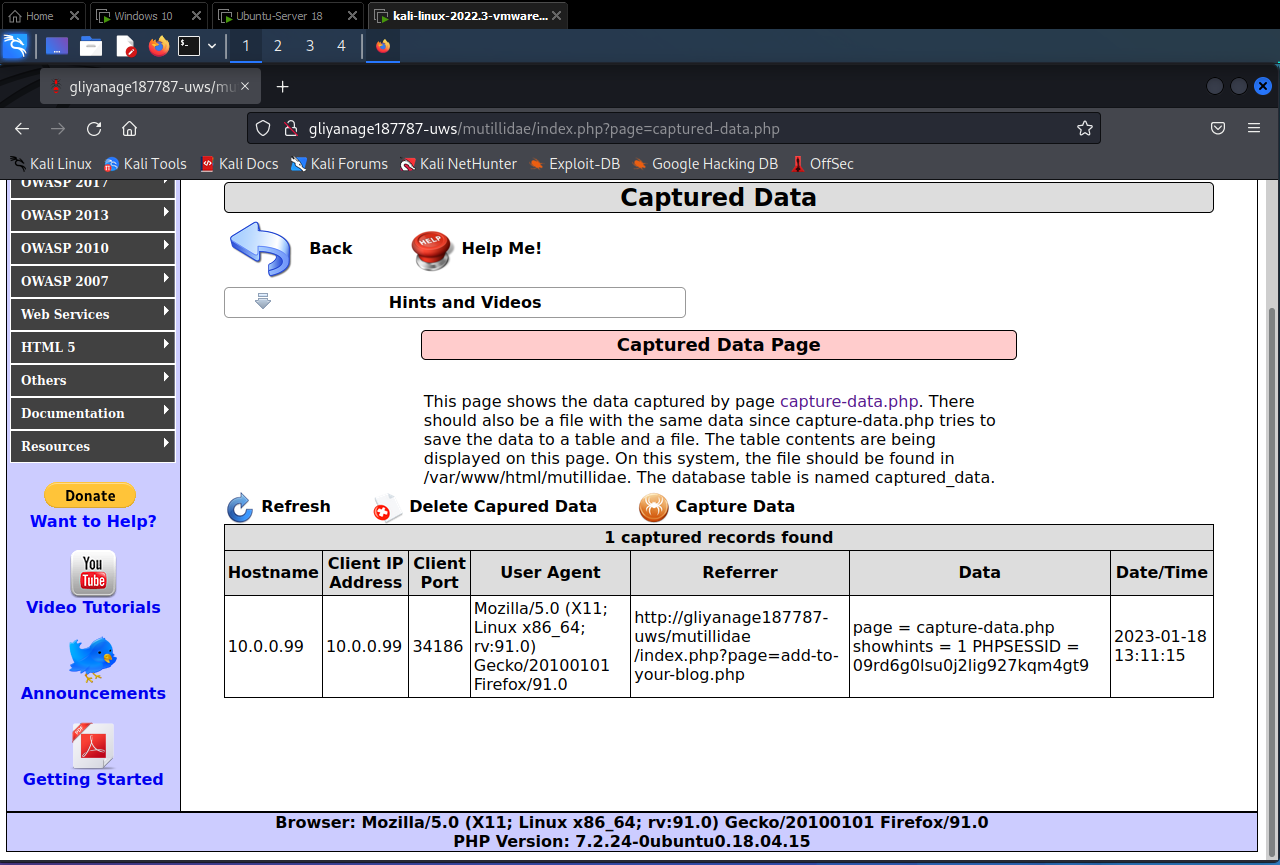 Home
Windows 10
Ubuntu-Server 18
kali-linux-2022.3-vmware...
1
2
3
4
gliyanage187787-uws/mu
gliyanage187787-uws/mutillidae/index.php?page=captured-data.php
Kali Linux
Kali Tools
Kali Docs
Kali Forums
Kali NetHunter
Exploit-DB
Google Hacking DB
OffSec
OWASP 2017
OWASP 2013
OWASP 2010
OWASP 2007
Web Services
HTML 5
Others
Documentation
Resources
Donate
Want to Help?
You
Tube
Video Tutorials
Announcements
PDF
Getting Started
Captured Data
Back
HELP
Help Me!
Hints and Videos
Captured Data Page
This page shows the data captured by page capture-data.php. There
should also be a file with the same data since capture-data.php tries to
save the data to a table and a file. The table contents are being
displayed on this page. On this system, the file should be found in
/var/www/html/mutillidae. The database table is named captured_data.
Refresh
Delete Capured Data
Capture Data
1 captured records found
Hostname
Client IP
Address
Client
Port
User Agent
Referrer
Data
Date/Time
10.0.0.99
10.0.0.99
34186
Mozilla/5.0 (X11;
Linux x86_64;
rv:91.0)
Gecko/20100101
Firefox/91.0
http://gliyanage187787-
uws/mutillidae
/index.php?page=add-to-
your-blog.php
page = capture-data.php
showhints = 1 PHPSESSID =
09rd6g0lsu0j2lig927kqm4gt9
2023-01-18
13:11:15
Browser: Mozilla/5.0 (X11; Linux x86_64; rv:91.0) Gecko/20100101 Firefox/91.0
PHP Version: 7.2.24-0ubuntu0.18.04.15